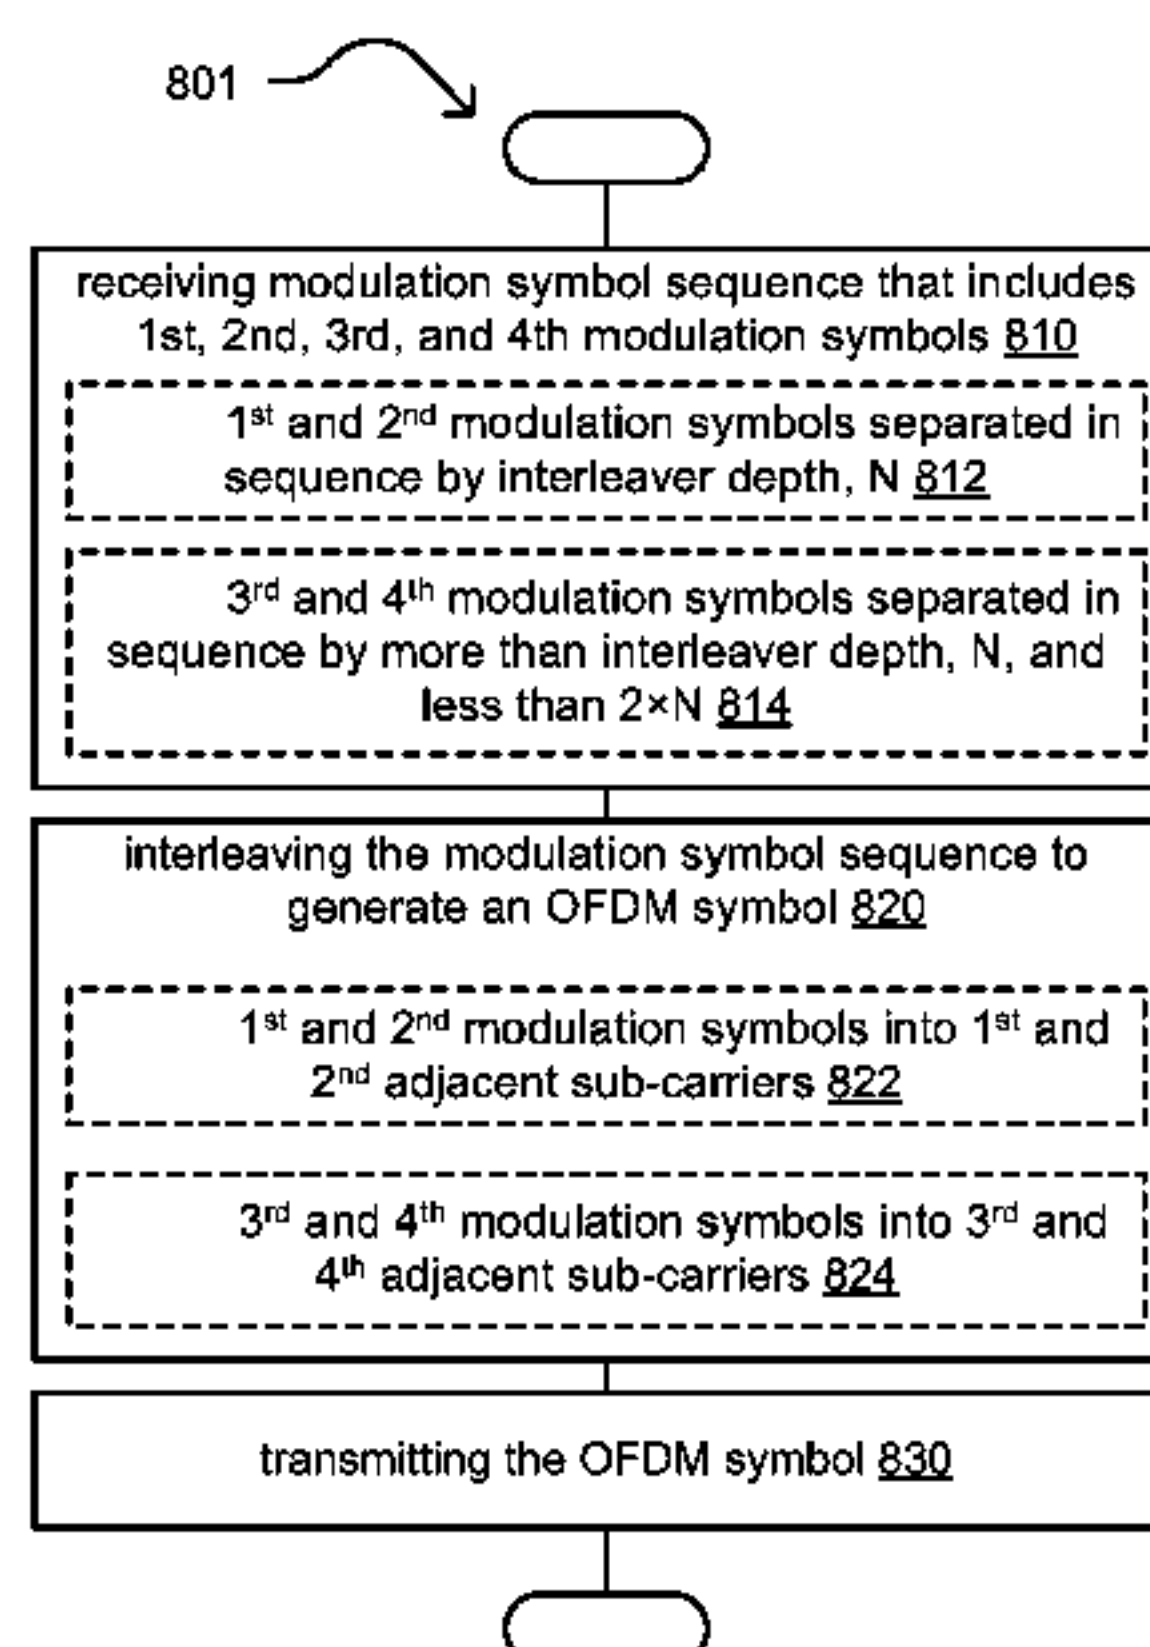 801
receiving modulation symbol sequence that includes
1st, 2nd, 3rd, and 4th modulation symbols 810
1st and 2nd modulation symbols separated in
sequence by interleaver depth, N 812
3rd and 4th modulation symbols separated in
sequence by more than interleaver depth, N, and
less than 2×N 814
interleaving the modulation symbol sequence to
generate an OFDM symbol 820
1st and 2nd modulation symbols into 1st and
2nd adjacent sub-carriers 822
3rd and 4th modulation symbols into 3rd and
4th adjacent sub-carriers 824
transmitting the OFDM symbol 830